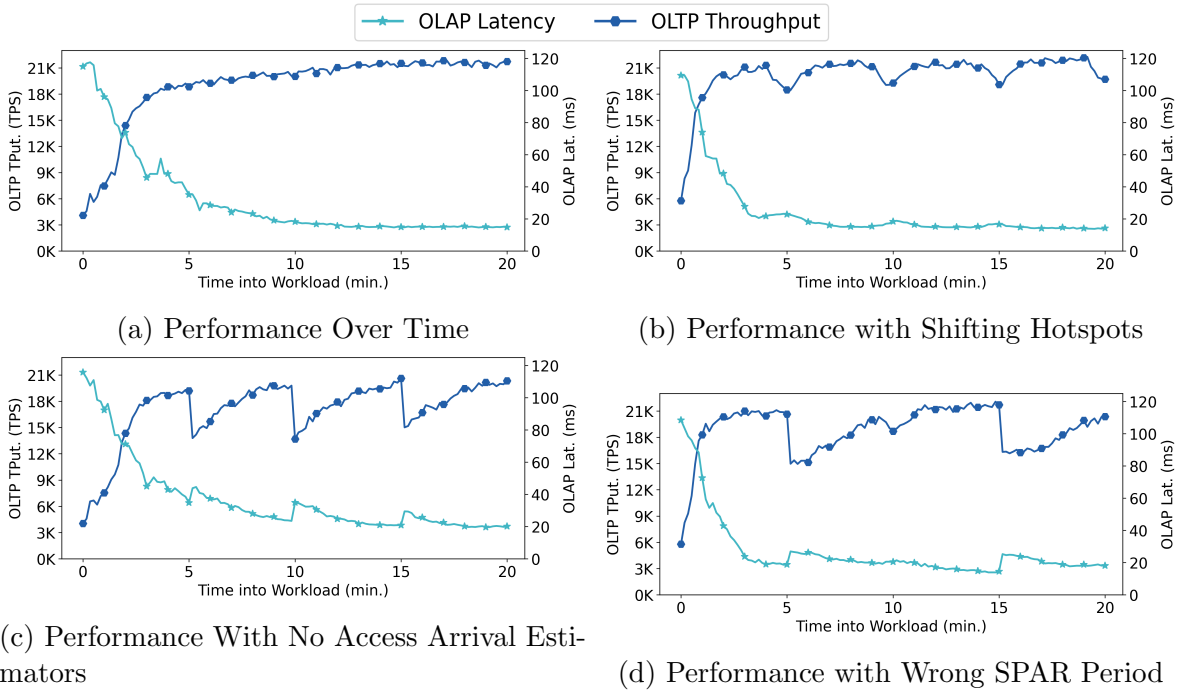 OLAP Latency OLTP Throughput
21K
18K
15K
12K
9K
6K
3K
0K
OLTP TPut. (TPS)
120
100
80
60
40
20
0
OLAP Lat. (ms)
0 5 10 15 20
Time into Workload (min.)
(a) Performance Over Time
21K
18K
15K
12K
9K
6K
3K
0K
OLTP TPut. (TPS)
120
100
80
60
40
20
0
OLAP Lat. (ms)
0 5 10 15 20
Time into Workload (min.)
(b) Performance with Shifting Hotspots
21K
18K
15K
12K
9K
6K
3K
0K
OLTP TPut. (TPS)
120
100
80
60
40
20
0
OLAP Lat. (ms)
0 5 10 15 20
Time into Workload (min.)
(c) Performance With No Access Arrival Esti-
mators
21K
18K
15K
12K
9K
6K
3K
0K
OLTP TPut. (TPS)
120
100
80
60
40
20
0
OLAP Lat. (ms)
0 5 10 15 20
Time into Workload (min.)
(d) Performance with Wrong SPAR Period